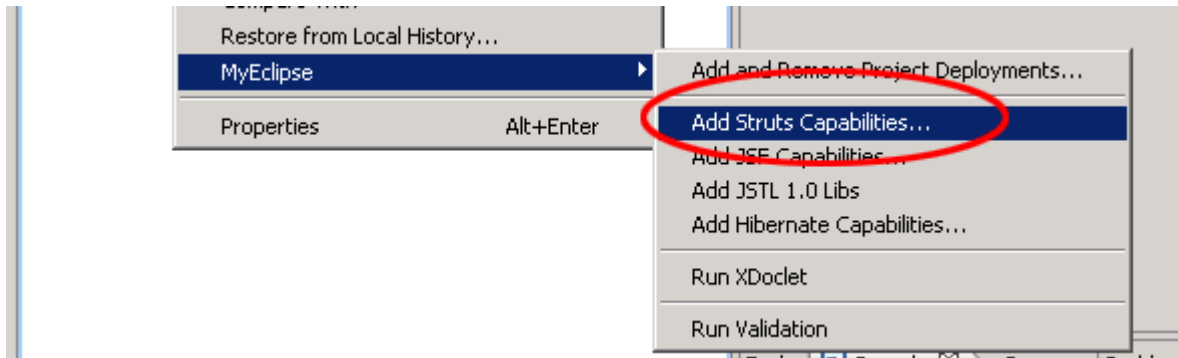 Restore from Local History...
MyEclipse
Properties Alt+Enter
Add and Remove Project Deployments...
Add Struts Capabilities...
Add JSF Capabilities...
Add JSTL 1.0 Libs
Add Hibernate Capabilities...
Run XDoclet
Run Validation